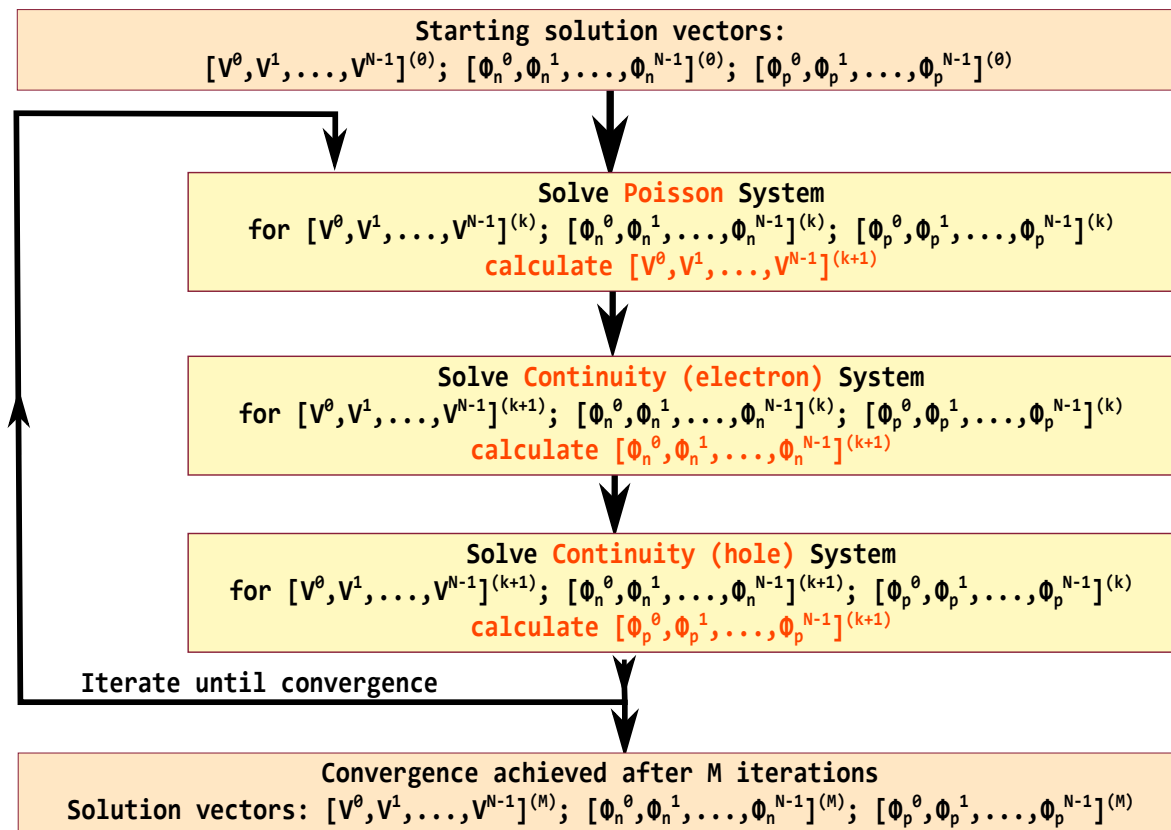 Starting solution vectors:
[V⁰,V¹,...,Vᴺ⁻¹]⁽⁰⁾; [Φₙ⁰,Φₙ¹,...,Φₙᴺ⁻¹]⁽⁰⁾; [Φₚ⁰,Φₚ¹,...,Φₚᴺ⁻¹]⁽⁰⁾
Solve Poisson System
for [V⁰,V¹,...,Vᴺ⁻¹]⁽ᵏ⁾; [Φₙ⁰,Φₙ¹,...,Φₙᴺ⁻¹]⁽ᵏ⁾; [Φₚ⁰,Φₚ¹,...,Φₚᴺ⁻¹]⁽ᵏ⁾
calculate [V⁰,V¹,...,Vᴺ⁻¹]⁽ᵏ⁺¹⁾
Solve Continuity (electron) System
for [V⁰,V¹,...,Vᴺ⁻¹]⁽ᵏ⁺¹⁾; [Φₙ⁰,Φₙ¹,...,Φₙᴺ⁻¹]⁽ᵏ⁾; [Φₚ⁰,Φₚ¹,...,Φₚᴺ⁻¹]⁽ᵏ⁾
calculate [Φₙ⁰,Φₙ¹,...,Φₙᴺ⁻¹]⁽ᵏ⁺¹⁾
Solve Continuity (hole) System
for [V⁰,V¹,...,Vᴺ⁻¹]⁽ᵏ⁺¹⁾; [Φₙ⁰,Φₙ¹,...,Φₙᴺ⁻¹]⁽ᵏ⁺¹⁾; [Φₚ⁰,Φₚ¹,...,Φₚᴺ⁻¹]⁽ᵏ⁾
calculate [Φₚ⁰,Φₚ¹,...,Φₚᴺ⁻¹]⁽ᵏ⁺¹⁾
Iterate until convergence
Convergence achieved after M iterations
Solution vectors: [V⁰,V¹,...,Vᴺ⁻¹]⁽ᴹ⁾; [Φₙ⁰,Φₙ¹,...,Φₙᴺ⁻¹]⁽ᴹ⁾; [Φₚ⁰,Φₚ¹,...,Φₚᴺ⁻¹]⁽ᴹ⁾